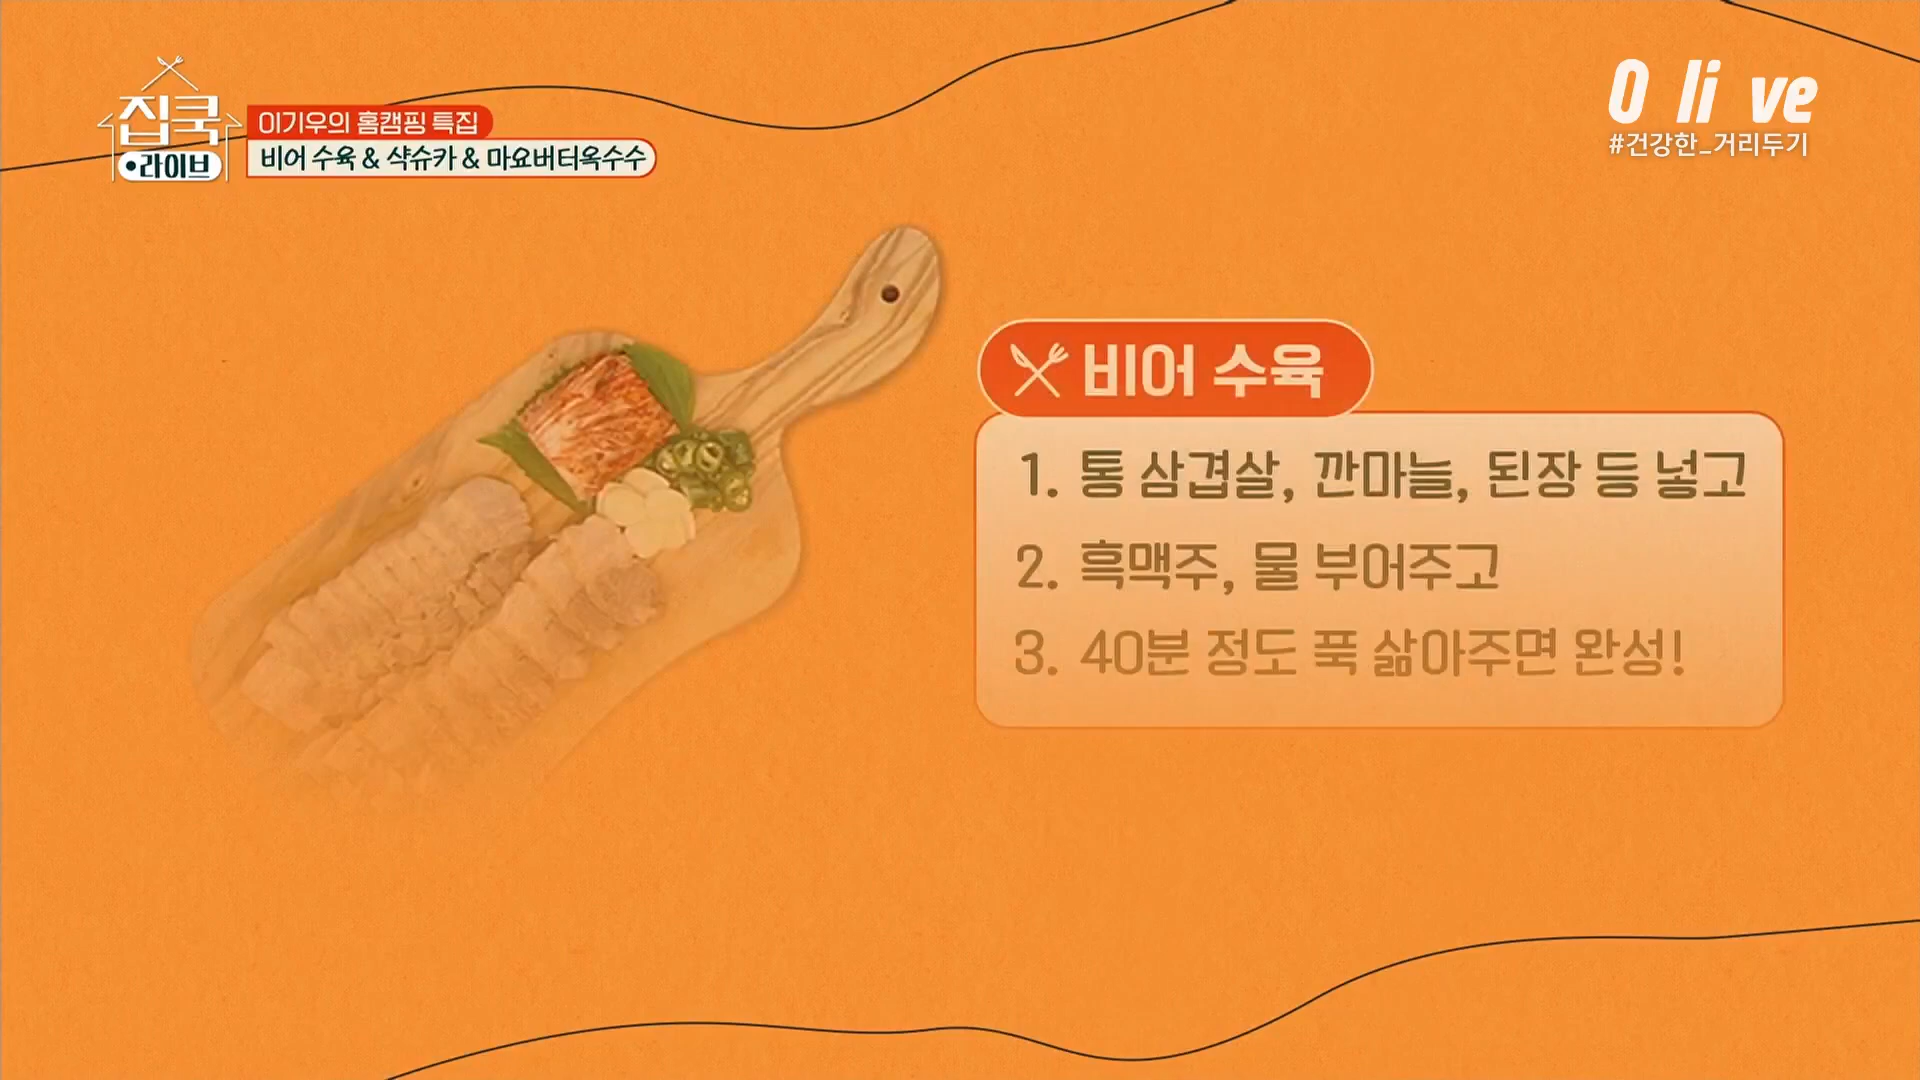 집쿡
라이브
이기우의 홈캠핑 특집
비어 수육 & 샥슈카 & 마요버터옥수수
O li ve
#건강한_거리두기
비어 수육
1. 통 삼겹살, 깐마늘, 된장 등 넣고
2. 흑맥주, 물 부어주고
3. 40분 정도 푹 삶아주면 완성!